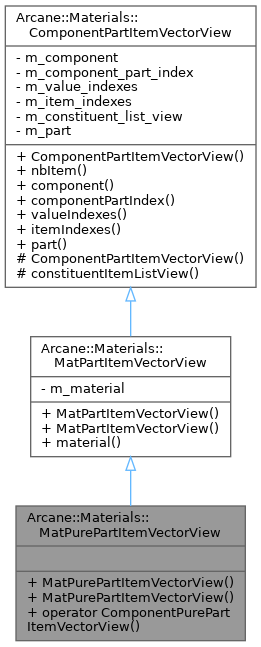 Arcane::Materials::
ComponentPartItemVectorView
- m_component
- m_component_part_index
- m_value_indexes
- m_item_indexes
- m_constituent_list_view
- m_part
+ ComponentPartItemVectorView()
+ nbItem()
+ component()
+ componentPartIndex()
+ valueIndexes()
+ itemIndexes()
+ part()
# ComponentPartItemVectorView()
# constituentItemListView()
Arcane::Materials::
MatPartItemVectorView
- m_material
+ MatPartItemVectorView()
+ MatPartItemVectorView()
+ material()
Arcane::Materials::
MatPurePartItemVectorView
+ MatPurePartItemVectorView()
+ MatPurePartItemVectorView()
+ operator ComponentPurePart
ItemVectorView()